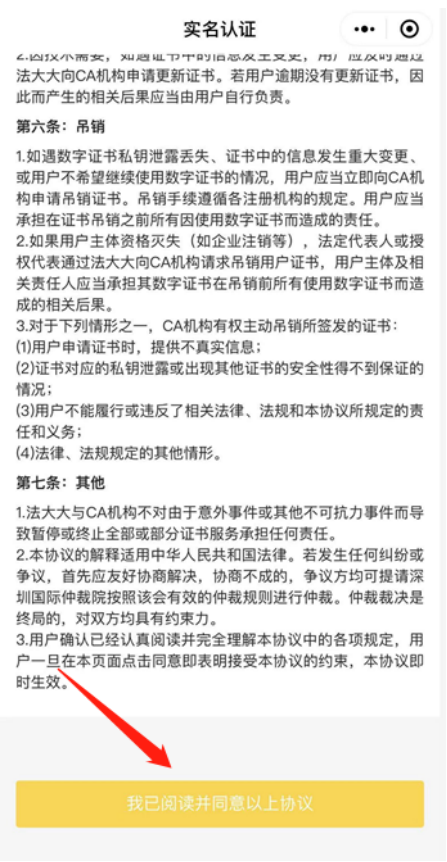 实名认证
2.因技术需要，如遇证书中的信息发生变更，用户应及时通过
法大大向CA机构申请更新证书。若用户逾期没有更新证书，因
此而产生的相关后果应当由用户自行负责。
第六条：吊销
1.如遇数字证书私钥泄露丢失、证书中的信息发生重大变更、
或用户不希望继续使用数字证书的情况，用户应当立即向CA机
构申请吊销证书。吊销手续遵循各注册机构的规定。用户应当
承担在证书吊销之前所有因使用数字证书而造成的责任。
2.如果用户主体资格灭失（如企业注销等），法定代表人或授
权代表通过法大大向CA机构请求吊销用户证书，用户主体及相
关责任人应当承担其数字证书在吊销前所有使用数字证书而造
成的相关后果。
3.对于下列情形之一，CA机构有权主动吊销所签发的证书：
(1)用户申请证书时，提供不真实信息；
(2)证书对应的私钥泄露或出现其他证书的安全性得不到保证的
情况；
(3)用户不能履行或违反了相关法律、法规和本协议所规定的责
任和义务；
(4)法律、法规规定的其他情形。
第七条：其他
1.法大大与CA机构不对由于意外事件或其他不可抗力事件而导
致暂停或终止全部或部分证书服务承担任何责任。
2.本协议的解释适用中华人民共和国法律。若发生任何纠纷或
争议，首先应友好协商解决，协商不成的，争议方均可提请深
圳国际仲裁院按照该会有效的仲裁规则进行仲裁。仲裁裁决是
终局的，对双方均具有约束力。
3.用户确认已经认真阅读并完全理解本协议中的各项规定，用
户一旦在本页面点击同意即表明接受本协议的约束，本协议即
时生效。
我已阅读并同意以上协议